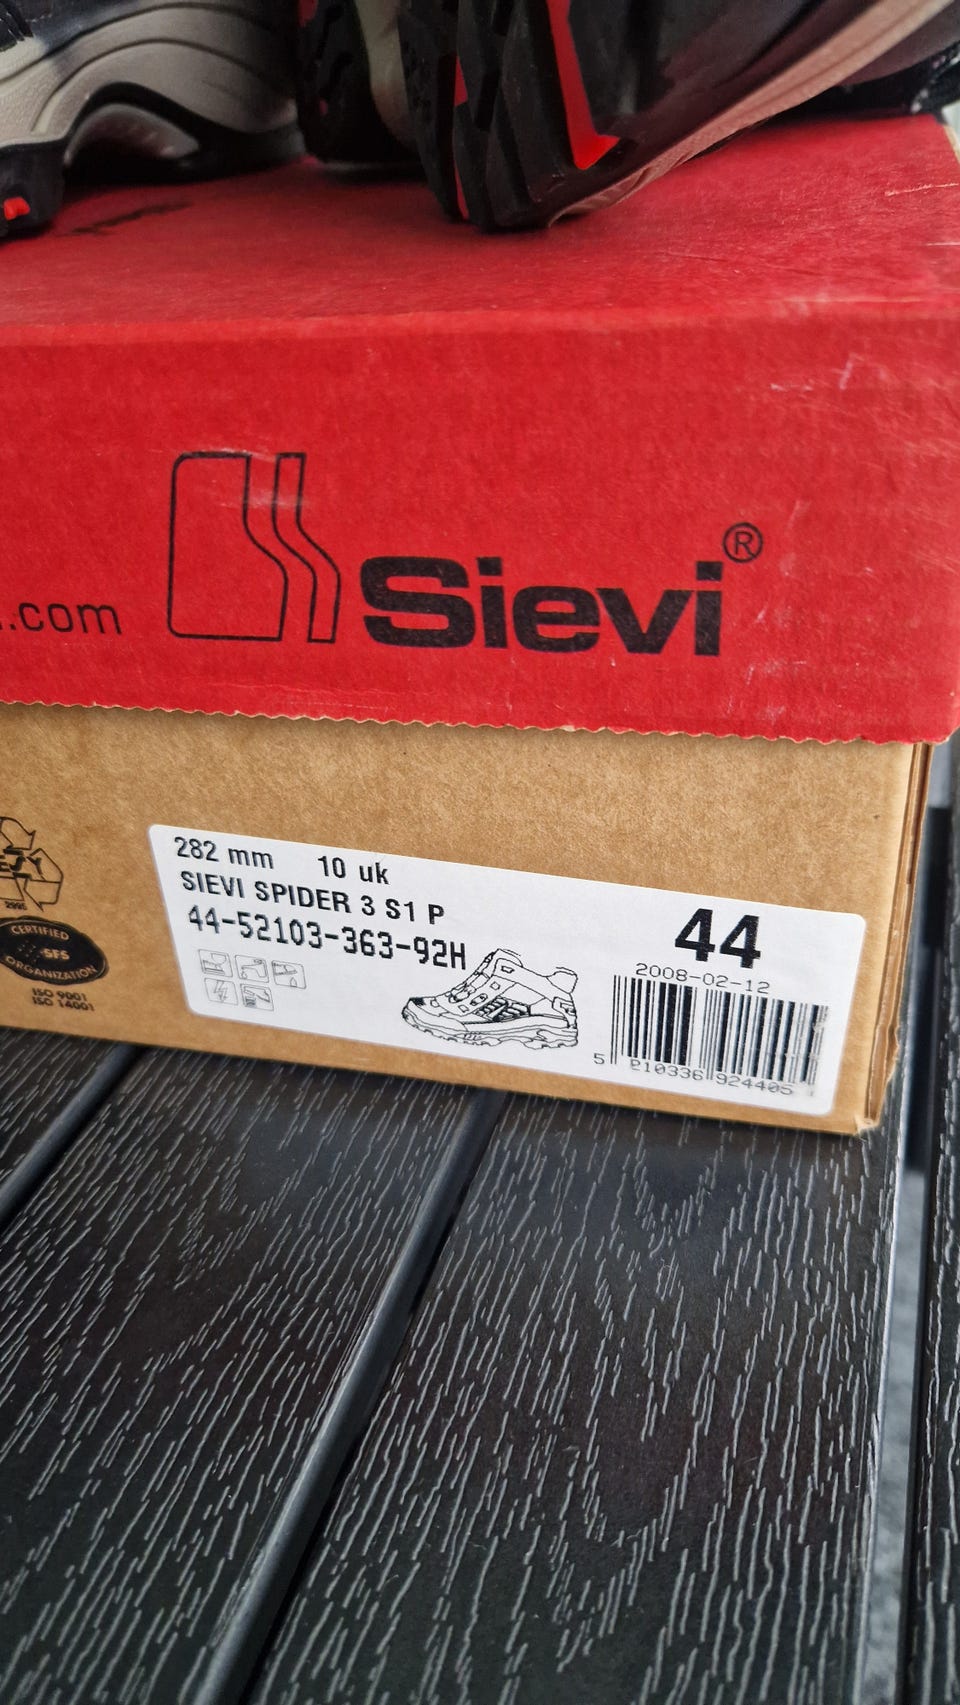 .com
Sievi®
282 mm 10 uk
SIEVI SPIDER 3 S1 P
44-52103-363-92H
44
2008-02-12
5 910336 924405
CERTIFIED
SFS
ORGANIZATION
ISO 9001
ISO 14001